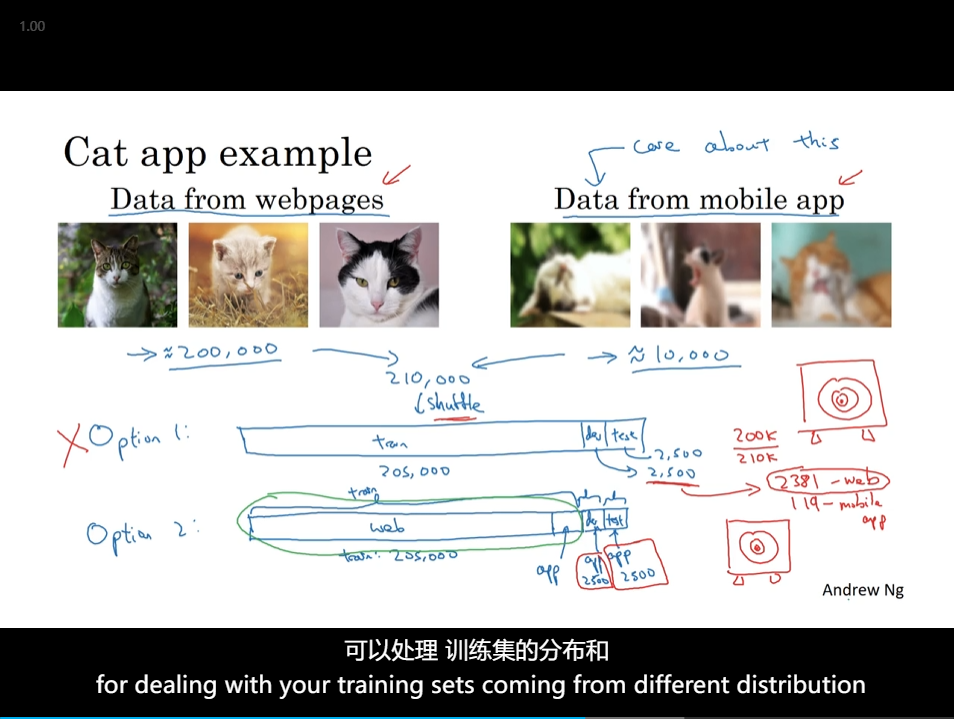 1.00
Cat app example
care about this
Data from webpages
Data from mobile app
→ ≈ 200,000
→ ≈ 10,000
210,000
shuffle
Option 1:
train
dev
test
205,000
2,500
2,500
200K
210K
2381 - web
119 - mobile
app
Option 2:
train
web
dev
test
train: 205,000
app
app
2500
app
2500
Andrew Ng
可以处理 训练集的分布和
for dealing with your training sets coming from different distribution